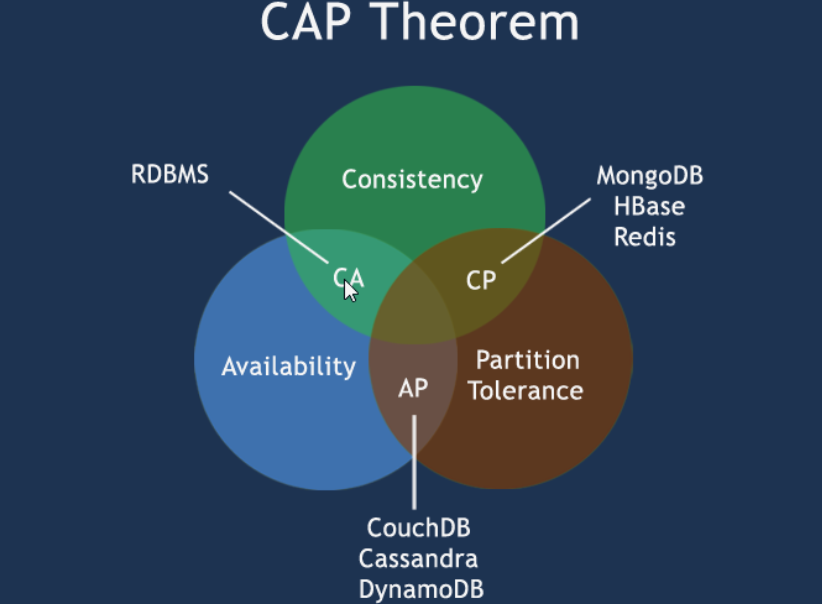 CAP Theorem
RDBMS
Consistency
MongoDB
HBase
Redis
CA
CP
Availability
Partition
Tolerance
AP
CouchDB
Cassandra
DynamoDB